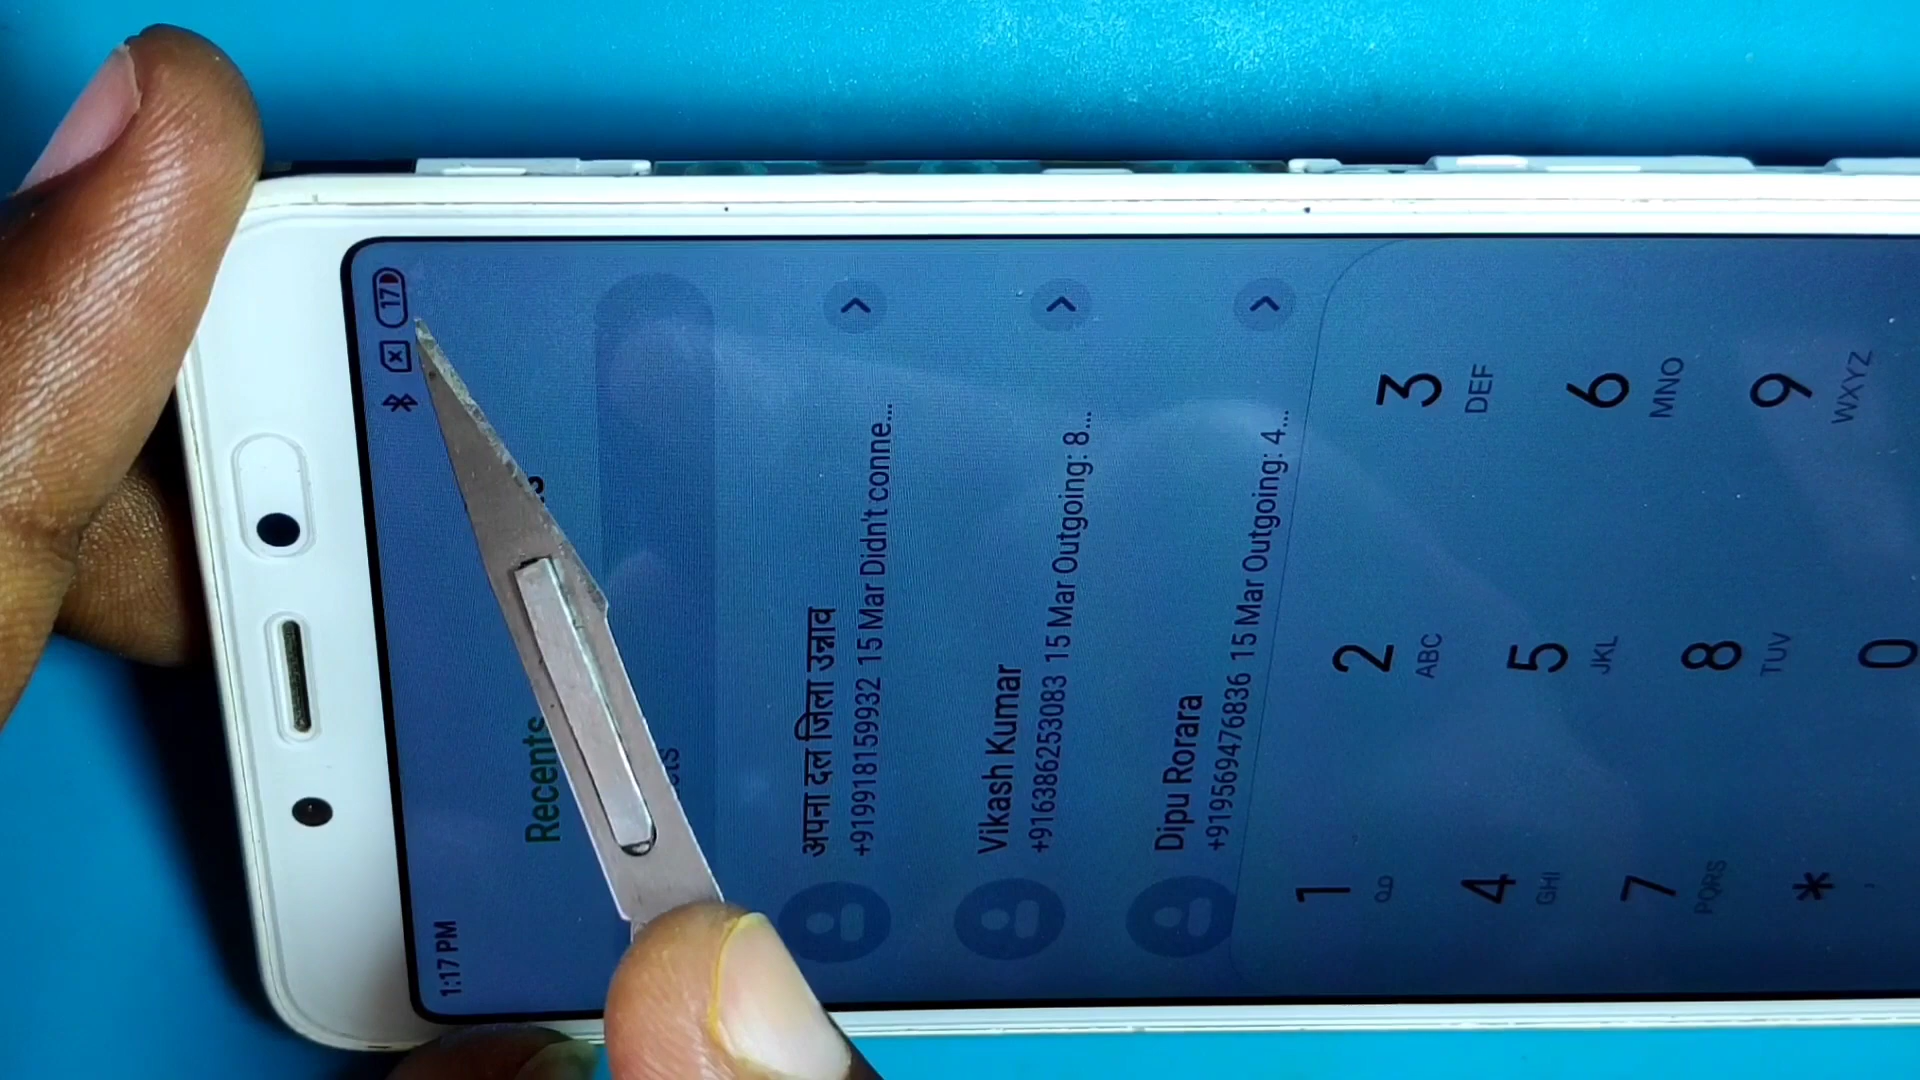 1:17 PM
17
Recents
अपना दल जिला उन्नाव
+919918159932 15 Mar Didn't conne...
Vikash Kumar
+916386253083 15 Mar Outgoing: 8...
Dipu Rorara
+919569476836 15 Mar Outgoing: 4...
1 2 ABC 3 DEF
4 GHI 5 JKL 6 MNO
7 PQRS 8 TUV 9 WXYZ
* , 0